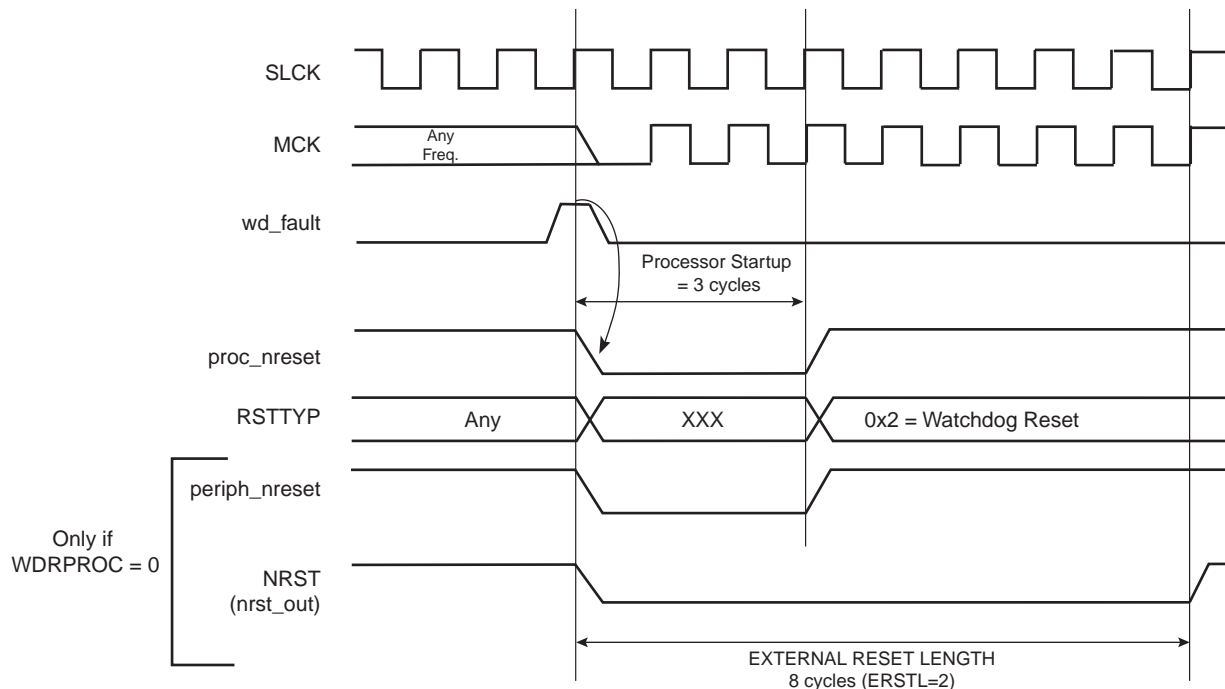 SLCK
MCK
Any
Freq.
wd_fault
Processor Startup
= 3 cycles
proc_nreset
RSTTYP
Any
XXX
0x2 = Watchdog Reset
periph_nreset
Only if
WDRPROC = 0
NRST
(nrst_out)
EXTERNAL RESET LENGTH
8 cycles (ERSTL=2)